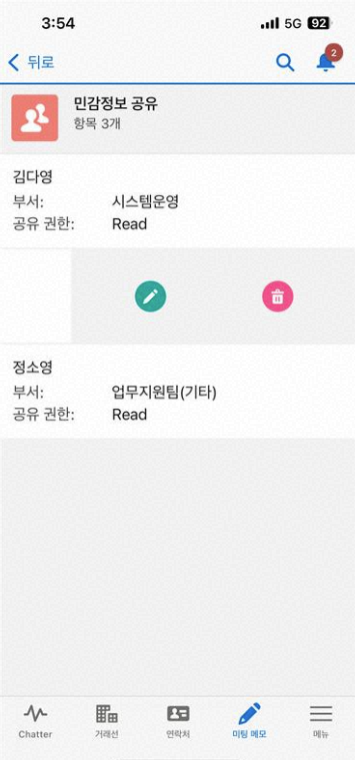 3:54
5G 92
뒤로
2
민감정보 공유
항목 3개
김다영
부서: 시스템운영
공유 권한: Read
정소영
부서: 업무지원팀(기타)
공유 권한: Read
Chatter 거래선 연락처 미팅 메모 메뉴